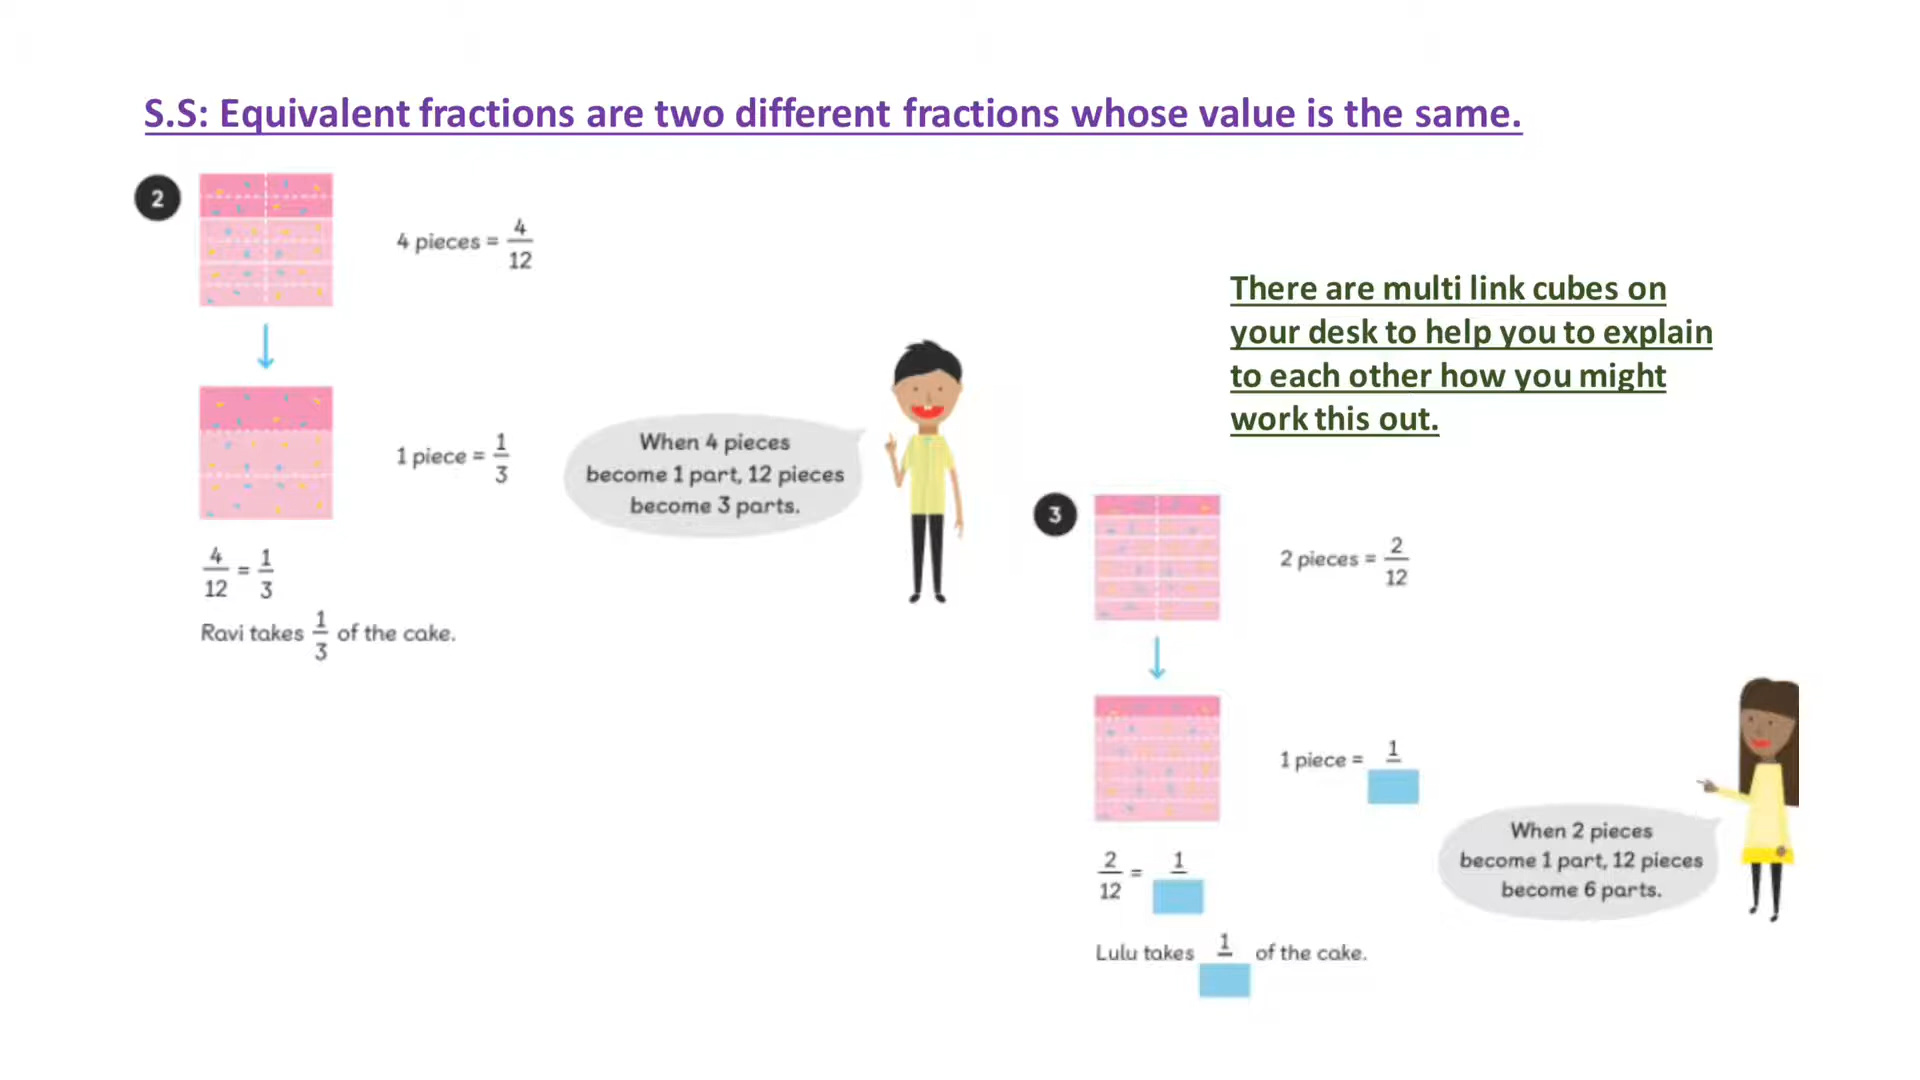 S.S: Equivalent fractions are two different fractions whose value is the same.
2
4 pieces = 4/12
1 piece = 1/3
When 4 pieces
become 1 part, 12 pieces
become 3 parts.
4/12 = 1/3
Ravi takes 1/3 of the cake.
There are multi link cubes on
your desk to help you to explain
to each other how you might
work this out.
3
2 pieces = 2/12
1 piece = 1/
2/12 = 1/
Lulu takes 1/ of the cake.
When 2 pieces
become 1 part, 12 pieces
become 6 parts.